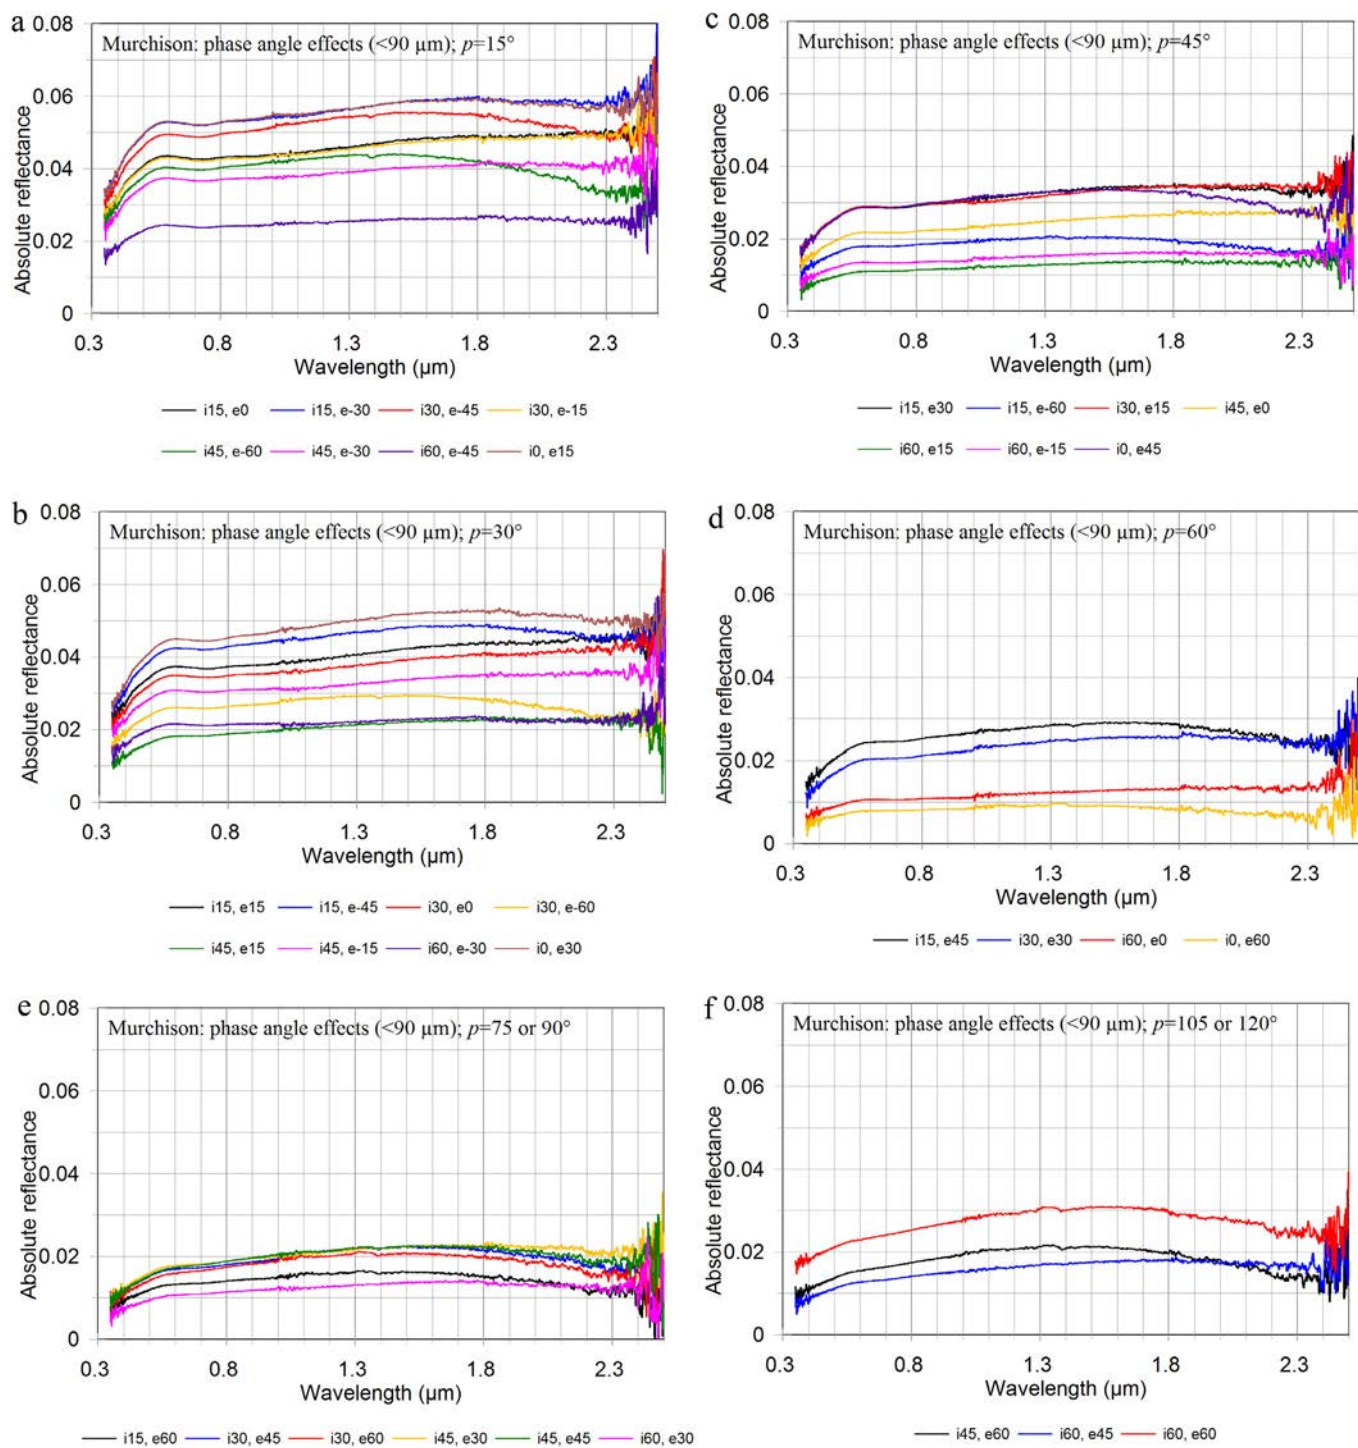 a
Murchison: phase angle effects (<90 µm); p=15°
Absolute reflectance
0.08
0.06
0.04
0.02
0
0.3 0.8 1.3 1.8 2.3
Wavelength (µm)
i15, e0 i15, e-30 i30, e-45 i30, e-15
i45, e-60 i45, e-30 i60, e-45 i0, e15
c
Murchison: phase angle effects (<90 µm); p=45°
Absolute reflectance
0.08
0.06
0.04
0.02
0
0.3 0.8 1.3 1.8 2.3
Wavelength (µm)
i15, e30 i15, e-60 i30, e15 i45, e0
i60, e15 i60, e-15 i0, e45
b
Murchison: phase angle effects (<90 µm); p=30°
Absolute reflectance
0.08
0.06
0.04
0.02
0
0.3 0.8 1.3 1.8 2.3
Wavelength (µm)
i15, e15 i15, e-45 i30, e0 i30, e-60
i45, e15 i45, e-15 i60, e-30 i0, e30
d
Murchison: phase angle effects (<90 µm); p=60°
Absolute reflectance
0.08
0.06
0.04
0.02
0
0.3 0.8 1.3 1.8 2.3
Wavelength (µm)
i15, e45 i30, e30 i60, e0 i0, e60
e
Murchison: phase angle effects (<90 µm); p=75 or 90°
Absolute reflectance
0.08
0.06
0.04
0.02
0
0.3 0.8 1.3 1.8 2.3
Wavelength (µm)
i15, e60 i30, e45 i30, e60 i45, e30 i45, e45 i60, e30
f
Murchison: phase angle effects (<90 µm); p=105 or 120°
Absolute reflectance
0.08
0.06
0.04
0.02
0
0.3 0.8 1.3 1.8 2.3
Wavelength (µm)
i45, e60 i60, e45 i60, e60